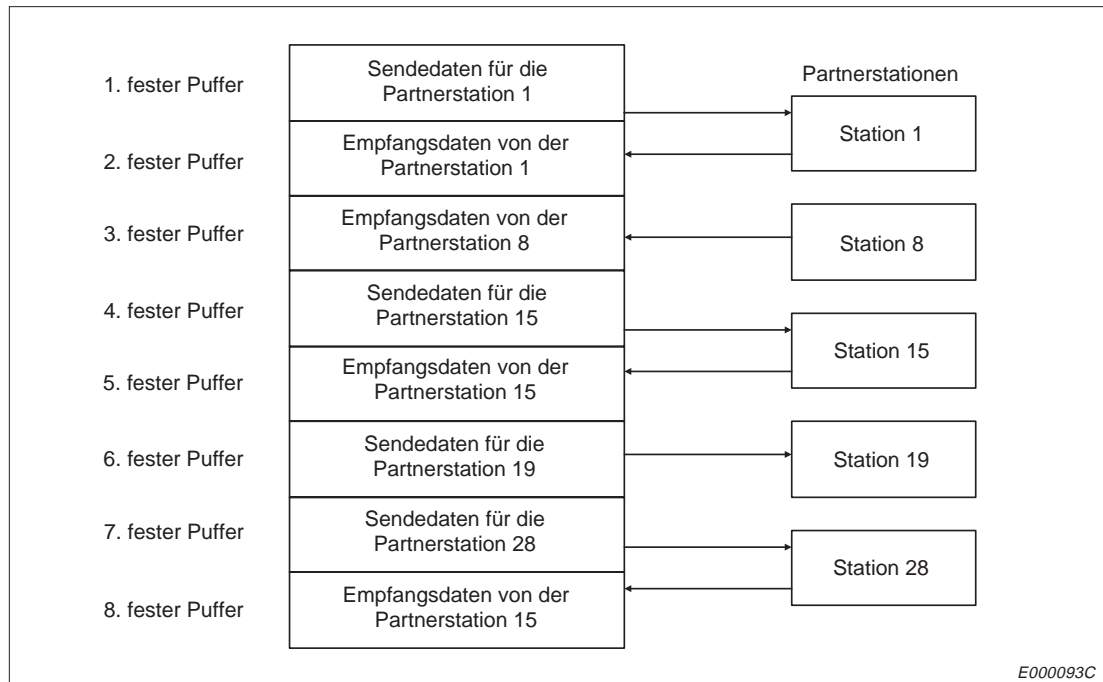 1. fester Puffer
Sendedaten für die
Partnerstation 1
Partnerstationen
Station 1
2. fester Puffer
Empfangsdaten von der
Partnerstation 1
3. fester Puffer
Empfangsdaten von der
Partnerstation 8
Station 8
4. fester Puffer
Sendedaten für die
Partnerstation 15
Station 15
5. fester Puffer
Empfangsdaten von der
Partnerstation 15
6. fester Puffer
Sendedaten für die
Partnerstation 19
Station 19
7. fester Puffer
Sendedaten für die
Partnerstation 28
Station 28
8. fester Puffer
Empfangsdaten von der
Partnerstation 15
E000093C